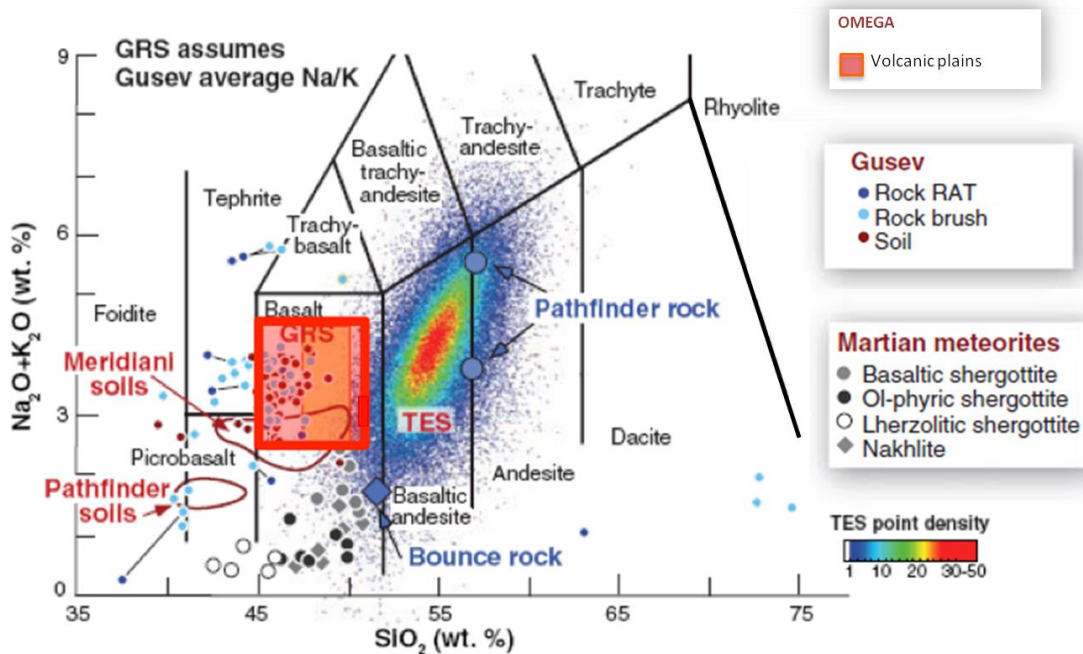 GRS assumes
Gusev average Na/K
OMEGA
Volcanic plains
Gusev
Rock RAT
Rock brush
Soil
Martian meteorites
Basaltic shergottite
Ol-phyric shergottite
Lherzolitic shergottite
Nakhlite
TES point density
1 10 20 30-50
Na₂O+K₂O (wt. %)
9
6
3
0
35
45
55
65
75
SiO₂ (wt. %)
Foidite
Tephrite
Basaltic
trachy-
andesite
Trachy-
basalt
Trachy-
andesite
Trachyte
Rhyolite
Basalt
GRS
Meridiani
soils
Picrobasalt
Pathfinder
soils
TES
Pathfinder rock
Basaltic
andesite
Andesite
Dacite
Bounce rock